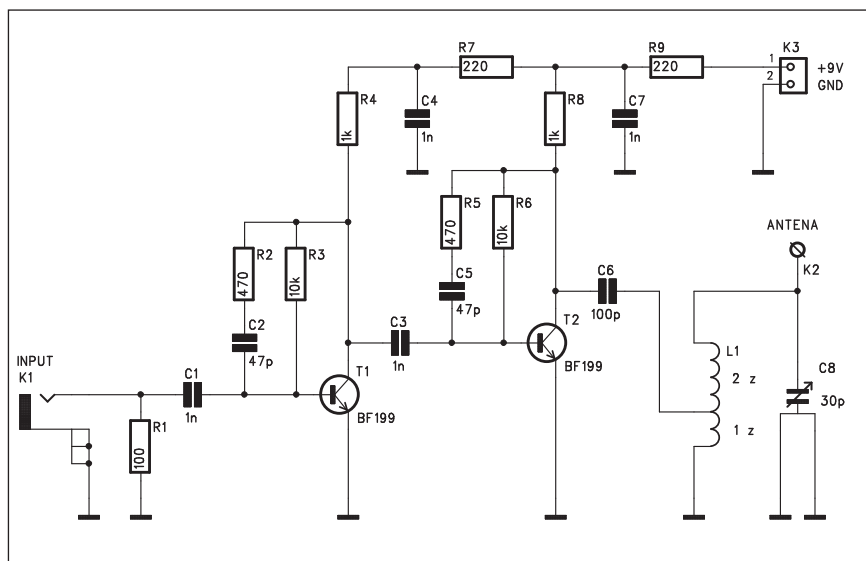 R7
220
R9
220
K3
1
2
+9V
GND
R4
1k
C4
1n
R8
1k
C7
1n
R5
470
R6
10k
ANTENA
K2
R2
470
R3
10k
C5
47p
C6
100p
C2
47p
C3
1n
T2
BF199
L1
2 z
1 z
C8
30p
INPUT
K1
C1
1n
T1
BF199
R1
100